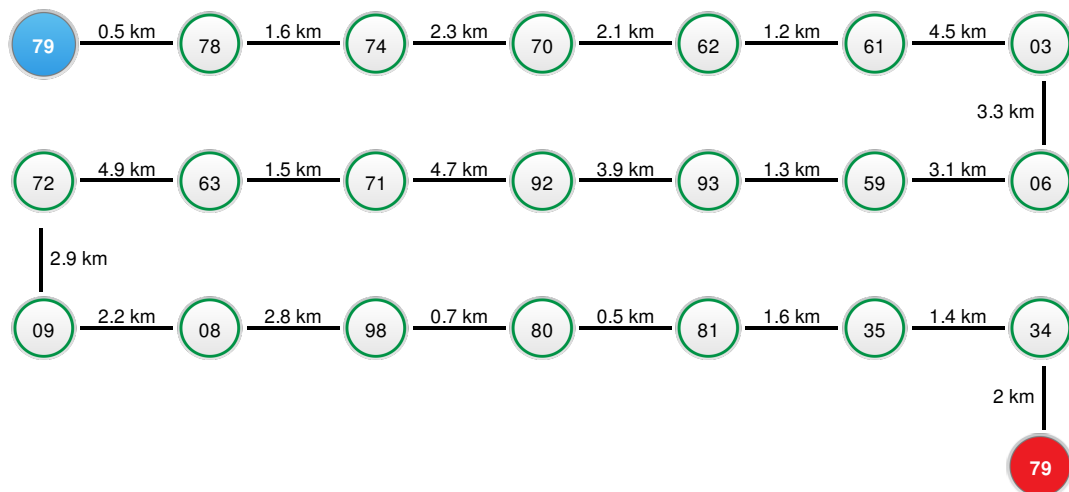 79 0.5 km 78 1.6 km 74 2.3 km 70 2.1 km 62 1.2 km 61 4.5 km 03
3.3 km
72 4.9 km 63 1.5 km 71 4.7 km 92 3.9 km 93 1.3 km 59 3.1 km 06
2.9 km
09 2.2 km 08 2.8 km 98 0.7 km 80 0.5 km 81 1.6 km 35 1.4 km 34
2 km
79